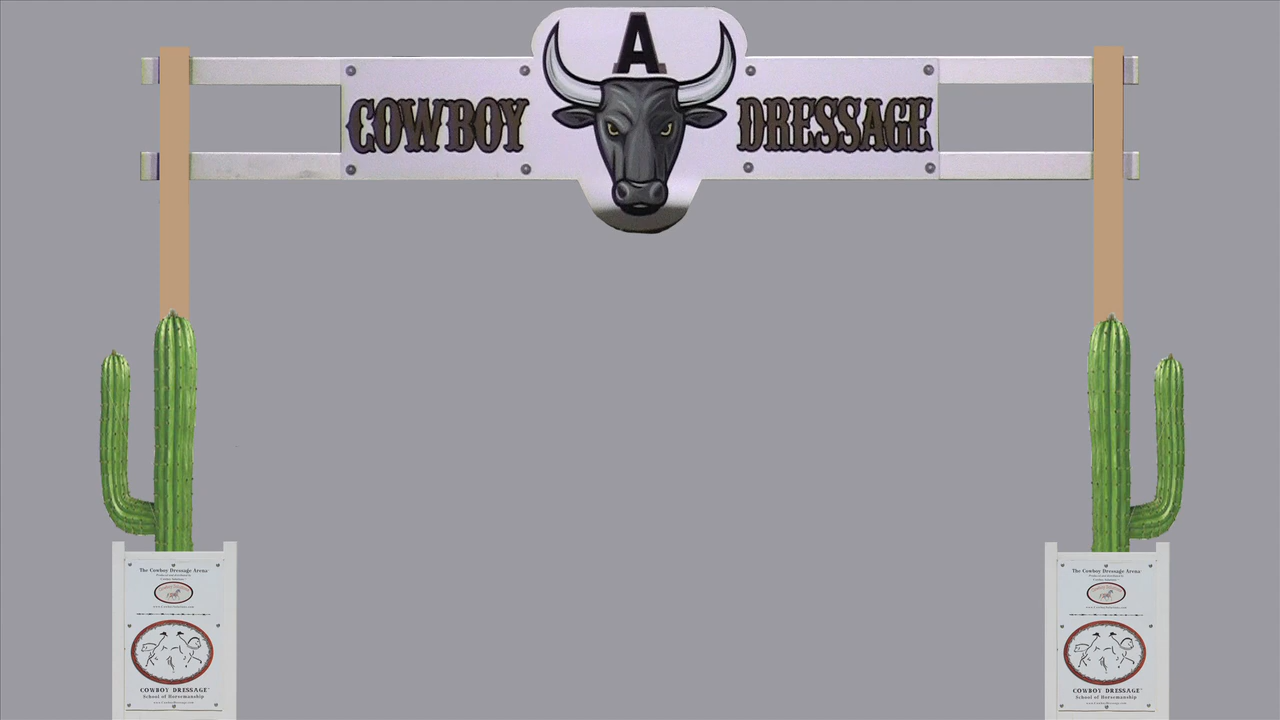 A
COWBOY DRESSAGE
The Cowboy Dressage Arena
COWBOY DRESSAGE
School of Horsemanship
The Cowboy Dressage Arena
COWBOY DRESSAGE
School of Horsemanship